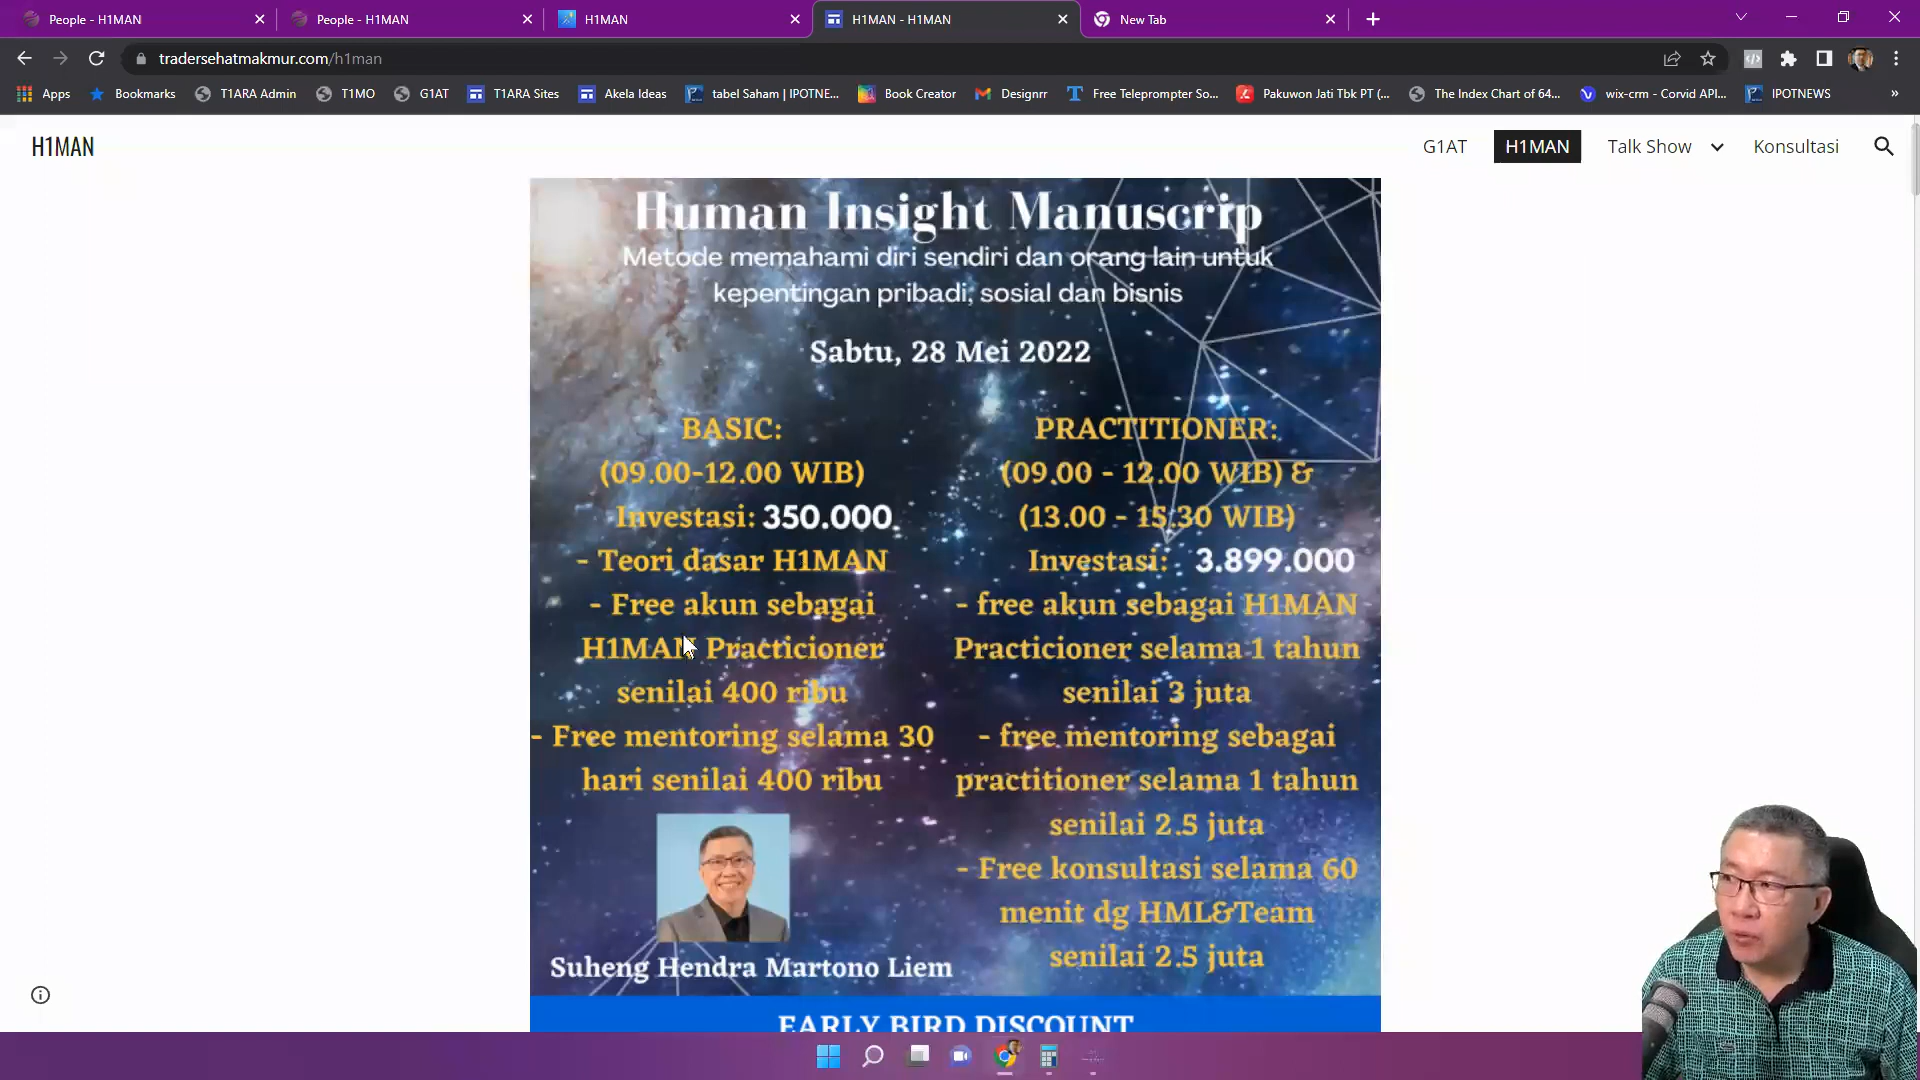 People - H1MAN
People - H1MAN
H1MAN
H1MAN - H1MAN
New Tab
tradersehatmakmur.com/h1man
Apps
Bookmarks
T1ARA Admin
T1MO
G1AT
T1ARA Sites
Akela Ideas
tabel Saham | IPOTNE...
Book Creator
Designrr
Free Teleprompter So...
Pakuwon Jati Tbk PT (...
The Index Chart of 64...
wix-crm - Corvid API...
IPOTNEWS
»
H1MAN
G1AT
H1MAN
Talk Show
Konsultasi
Human Insight Manuscrip
Metode memahami diri sendiri dan orang lain untuk
kepentingan pribadi, sosial dan bisnis
Sabtu, 28 Mei 2022
BASIC:
(09.00-12.00 WIB)
Investasi: 350.000
- Teori dasar H1MAN
- Free akun sebagai
H1MAN Practicioner
senilai 400 ribu
- Free mentoring selama 30
hari senilai 400 ribu
Suheng Hendra Martono Liem
PRACTITIONER:
(09.00 - 12.00 WIB) &
(13.00 - 15.30 WIB)
Investasi: 3.899.000
- free akun sebagai H1MAN
Practicioner selama 1 tahun
senilai 3 juta
- free mentoring sebagai
practitioner selama 1 tahun
senilai 2.5 juta
- Free konsultasi selama 60
menit dg HML&Team
senilai 2.5 juta
EARLY BIRD DISCOUNT